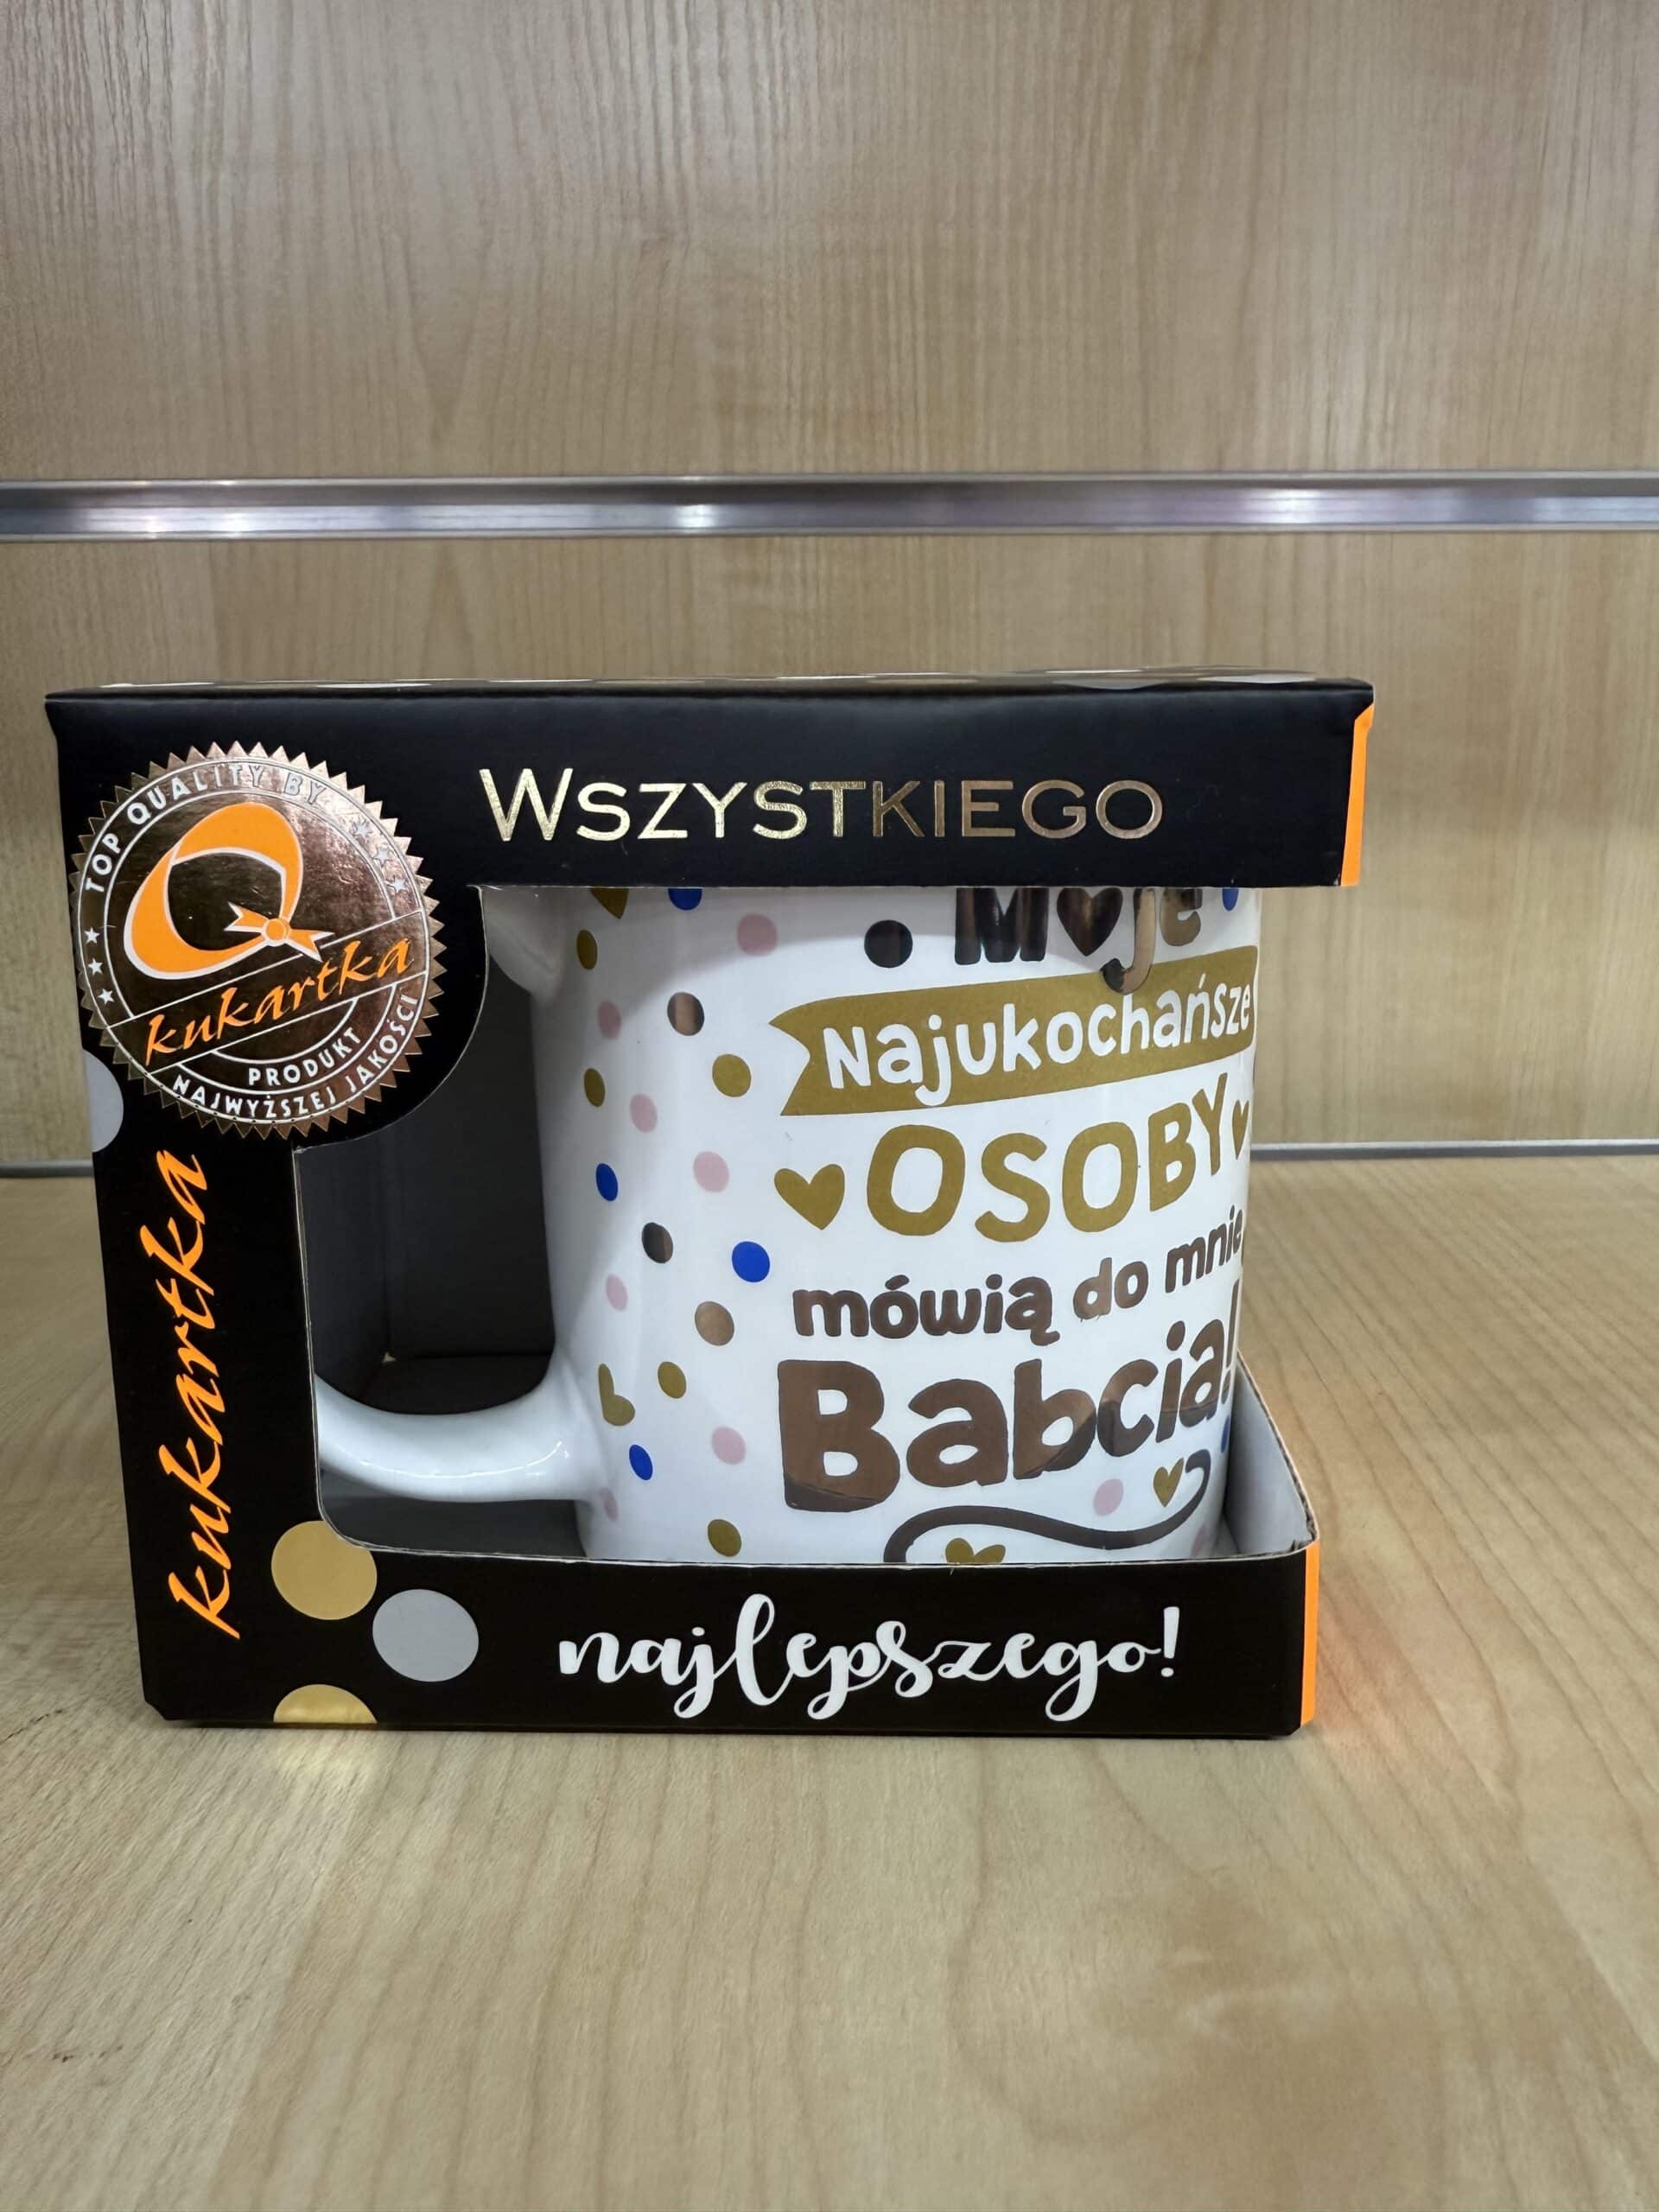 WSZYSTKIEGO
TOP QUALITY BY
kukartka
PRODUKT
NAJWYŻSZEJ JAKOŚCI
kukartka
Moje
Najukochańsze
OSOBY
mówią do mnie
Babcia!
najlepszego!